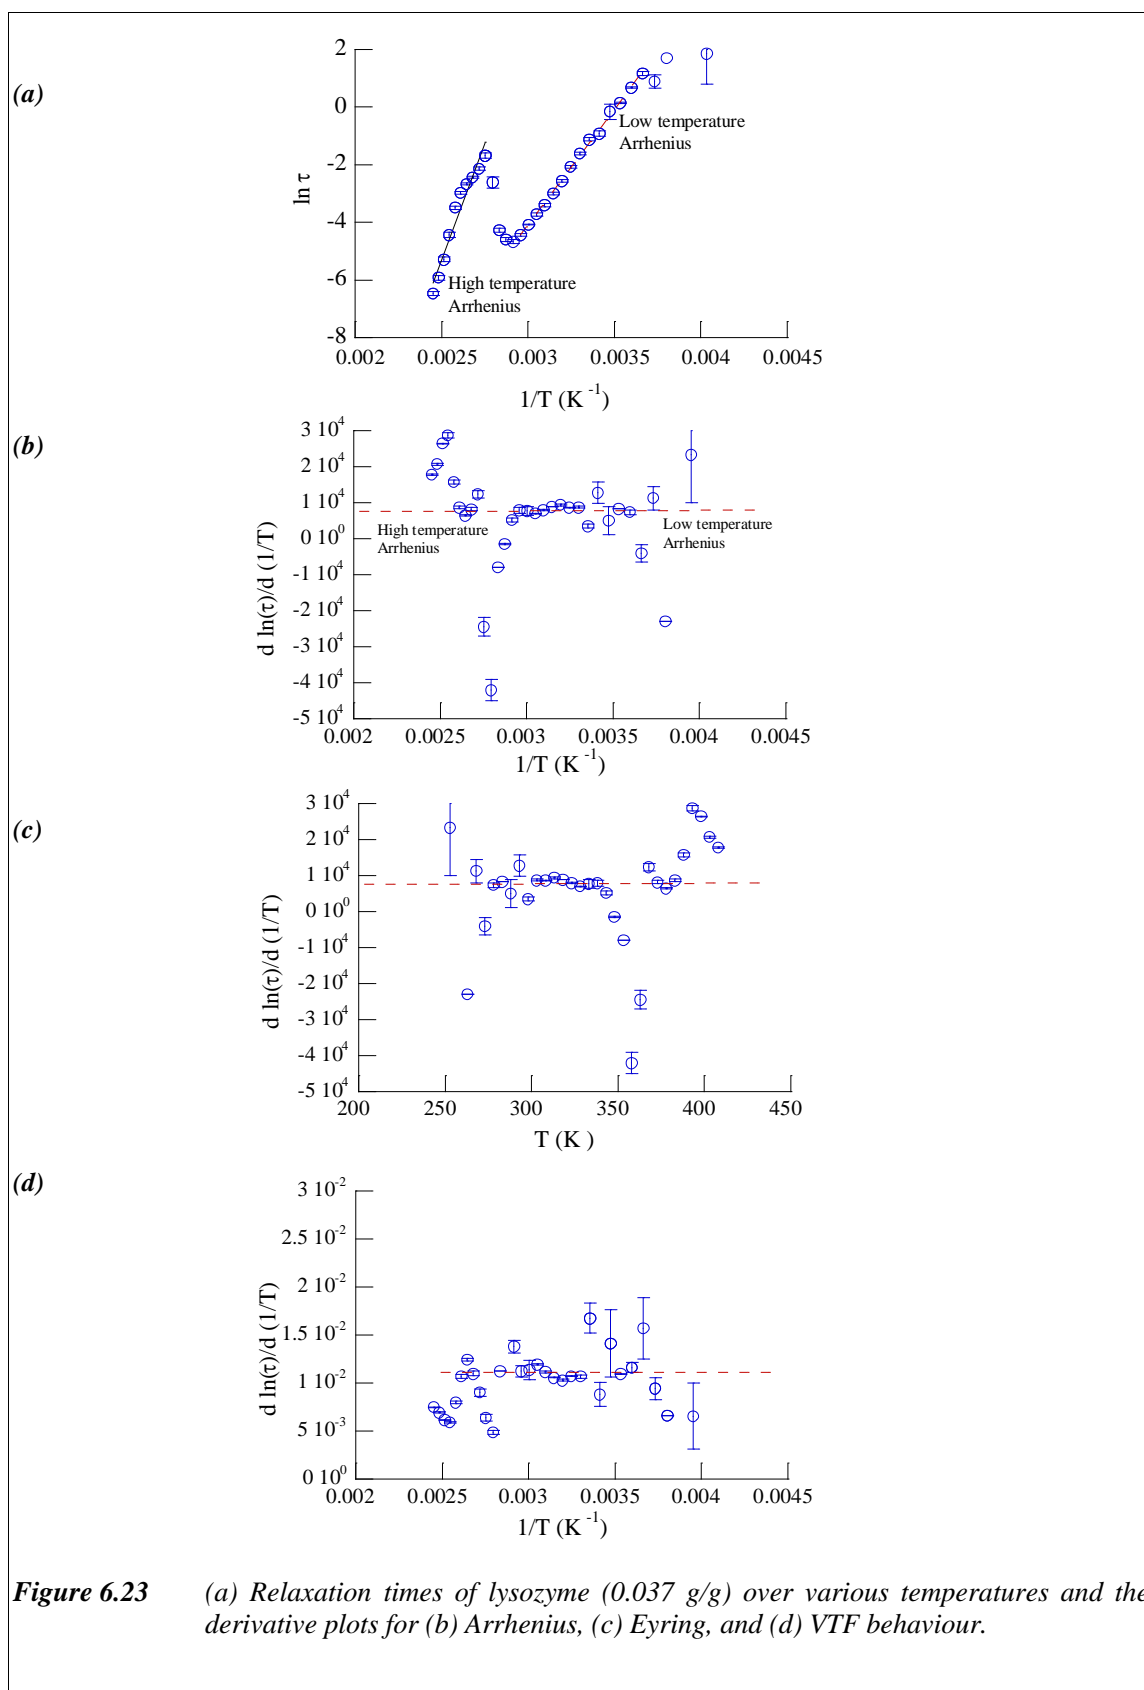 (a)
2
0
-2
-4
-6
-8
ln τ
Low temperature
Arrhenius
High temperature
Arrhenius
0.002 0.0025 0.003 0.0035 0.004 0.0045
1/T (K -1)
(b)
3 10^4
2 10^4
1 10^4
0 10^0
-1 10^4
-2 10^4
-3 10^4
-4 10^4
-5 10^4
d ln(τ)/d (1/T)
High temperature
Arrhenius
Low temperature
Arrhenius
0.002 0.0025 0.003 0.0035 0.004 0.0045
1/T (K -1)
(c)
3 10^4
2 10^4
1 10^4
0 10^0
-1 10^4
-2 10^4
-3 10^4
-4 10^4
-5 10^4
d ln(τ)/d (1/T)
200 250 300 350 400 450
T (K )
(d)
3 10^-2
2.5 10^-2
2 10^-2
1.5 10^-2
1 10^-2
5 10^-3
0 10^0
d ln(τ)/d (1/T)
0.002 0.0025 0.003 0.0035 0.004 0.0045
1/T (K -1)
Figure 6.23 (a) Relaxation times of lysozyme (0.037 g/g) over various temperatures and the
derivative plots for (b) Arrhenius, (c) Eyring, and (d) VTF behaviour.